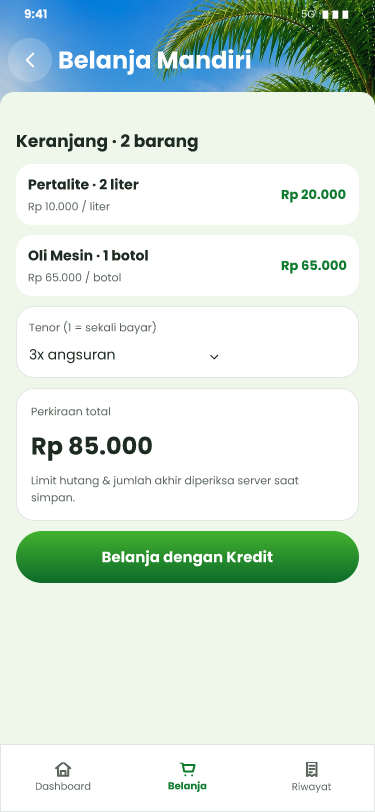 9:41
5G
Belanja Mandiri
Keranjang · 2 barang
Pertalite · 2 liter
Rp 10.000 / liter
Rp 20.000
Oli Mesin · 1 botol
Rp 65.000 / botol
Rp 65.000
Tenor (1 = sekali bayar)
3x angsuran
Perkiraan total
Rp 85.000
Limit hutang & jumlah akhir diperiksa server saat
simpan.
Belanja dengan Kredit
Dashboard
Belanja
Riwayat